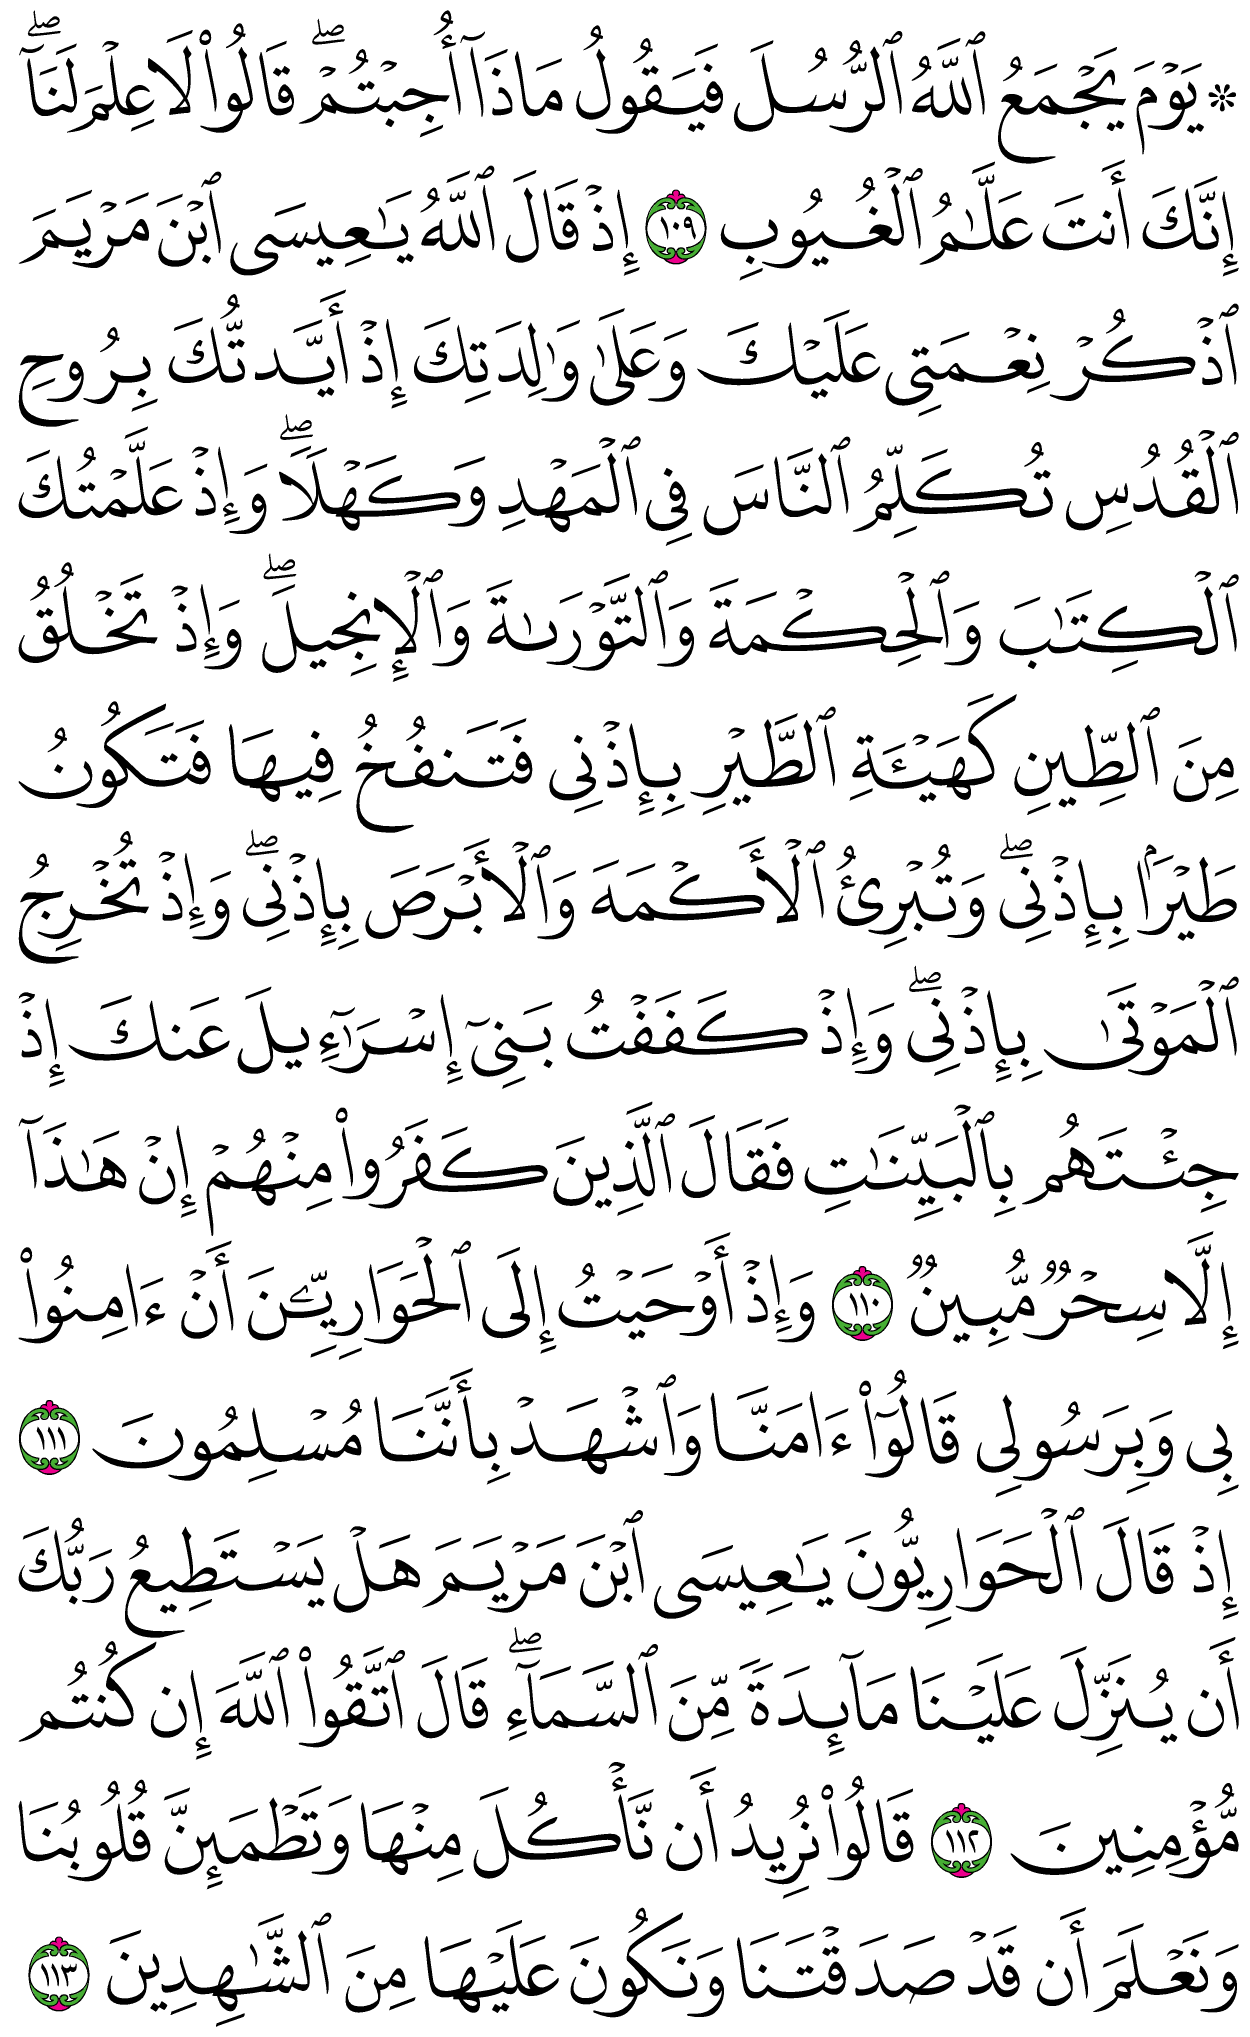 ۞ يَوۡمَ يَجۡمَعُ ٱللَّهُ ٱلرُّسُلَ فَيَقُولُ مَاذَآ أُجِبۡتُمۡۖ قَالُواْ لَا عِلۡمَ لَنَآۖ
إِنَّكَ أَنتَ عَلَّٰمُ ٱلۡغُيُوبِ ١٠٩ إِذۡ قَالَ ٱللَّهُ يَٰعِيسَى ٱبۡنَ مَرۡيَمَ
ٱذۡكُرۡ نِعۡمَتِي عَلَيۡكَ وَعَلَىٰ وَٰلِدَتِكَ إِذۡ أَيَّدتُّكَ بِرُوحِ
ٱلۡقُدُسِ تُكَلِّمُ ٱلنَّاسَ فِي ٱلۡمَهۡدِ وَكَهۡلٗاۖ وَإِذۡ عَلَّمۡتُكَ
ٱلۡكِتَٰبَ وَٱلۡحِكۡمَةَ وَٱلتَّوۡرَىٰةَ وَٱلۡإِنجِيلَۖ وَإِذۡ تَخۡلُقُ
مِنَ ٱلطِّينِ كَهَيۡـَٔةِ ٱلطَّيۡرِ بِإِذۡنِي فَتَنفُخُ فِيهَا فَتَكُونُ
طَيۡرَۢا بِإِذۡنِيۖ وَتُبۡرِئُ ٱلۡأَكۡمَهَ وَٱلۡأَبۡرَصَ بِإِذۡنِيۖ وَإِذۡ تُخۡرِجُ
ٱلۡمَوۡتَىٰ بِإِذۡنِيۖ وَإِذۡ كَفَفۡتُ بَنِيٓ إِسۡرَٰٓءِيلَ عَنكَ إِذۡ
جِئۡتَهُم بِٱلۡبَيِّنَٰتِ فَقَالَ ٱلَّذِينَ كَفَرُواْ مِنۡهُمۡ إِنۡ هَٰذَآ
إِلَّا سِحۡرٞ مُّبِينٞ ١١٠ وَإِذۡ أَوۡحَيۡتُ إِلَى ٱلۡحَوَارِيِّـۧنَ أَنۡ ءَامِنُواْ
بِي وَبِرَسُولِي قَالُوٓاْ ءَامَنَّا وَٱشۡهَدۡ بِأَنَّنَا مُسۡلِمُونَ ١١١
إِذۡ قَالَ ٱلۡحَوَارِيُّونَ يَٰعِيسَى ٱبۡنَ مَرۡيَمَ هَلۡ يَسۡتَطِيعُ رَبُّكَ
أَن يُنَزِّلَ عَلَيۡنَا مَآئِدَةٗ مِّنَ ٱلسَّمَآءِۖ قَالَ ٱتَّقُواْ ٱللَّهَ إِن كُنتُم
مُّؤۡمِنِينَ ١١٢ قَالُواْ نُرِيدُ أَن نَّأۡكُلَ مِنۡهَا وَتَطۡمَئِنَّ قُلُوبُنَا
وَنَعۡلَمَ أَن قَدۡ صَدَقۡتَنَا وَنَكُونَ عَلَيۡهَا مِنَ ٱلشَّٰهِدِينَ ١١٣